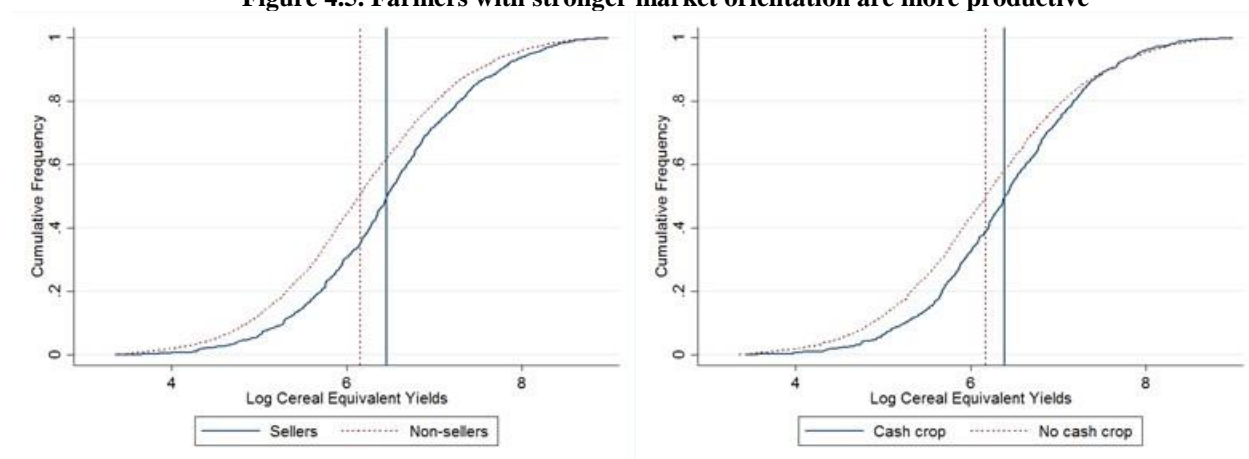 Figure 4.5. Farmers with stronger market orientation are more productive
Cumulative Frequency
1
.8
.6
.4
.2
0
4 6 8
Log Cereal Equivalent Yields
Sellers Non-sellers
Cumulative Frequency
1
.8
.6
.4
.2
0
4 6 8
Log Cereal Equivalent Yields
Cash crop No cash crop